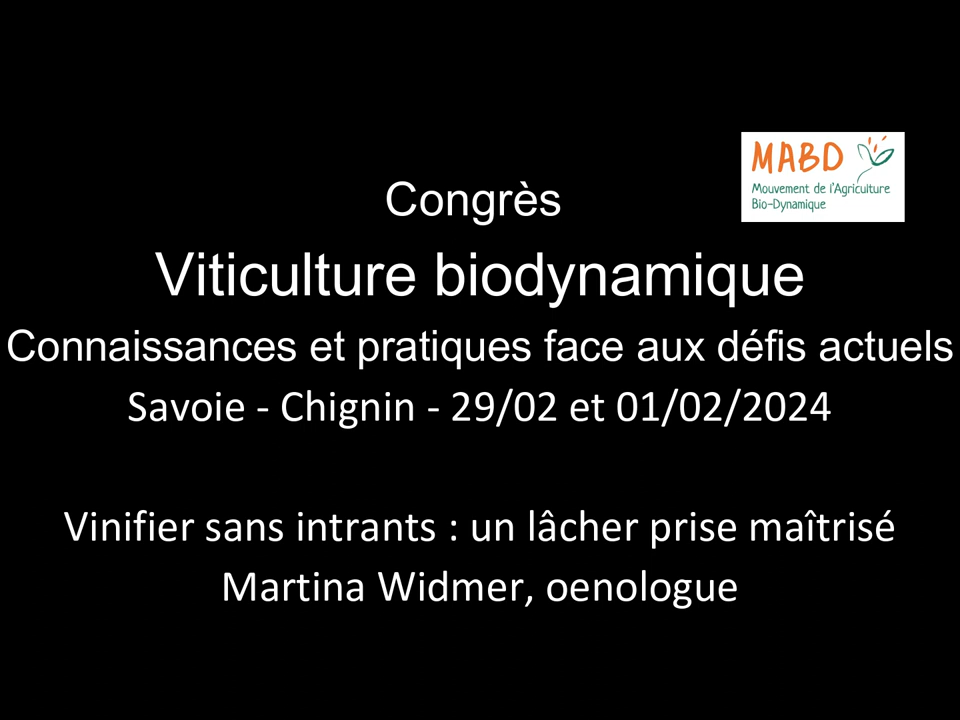 MABD
Mouvement de l'Agriculture
Bio-Dynamique
Congrès
Viticulture biodynamique
Connaissances et pratiques face aux défis actuels
Savoie - Chignin - 29/02 et 01/02/2024
Vinifier sans intrants : un lâcher prise maîtrisé
Martina Widmer, oenologue